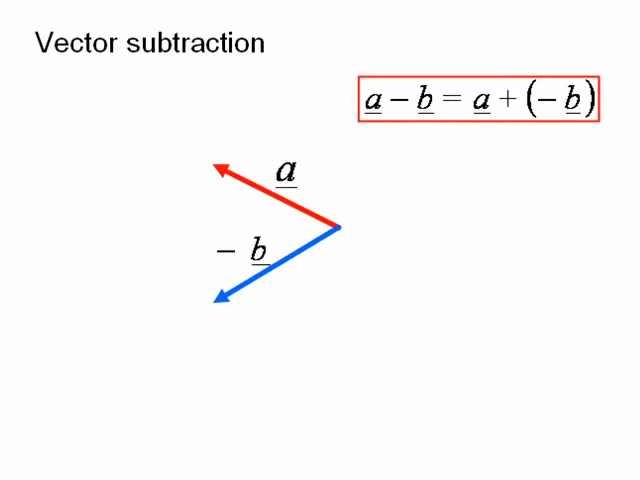 Vector subtraction
a − b = a + (− b)
a
− b